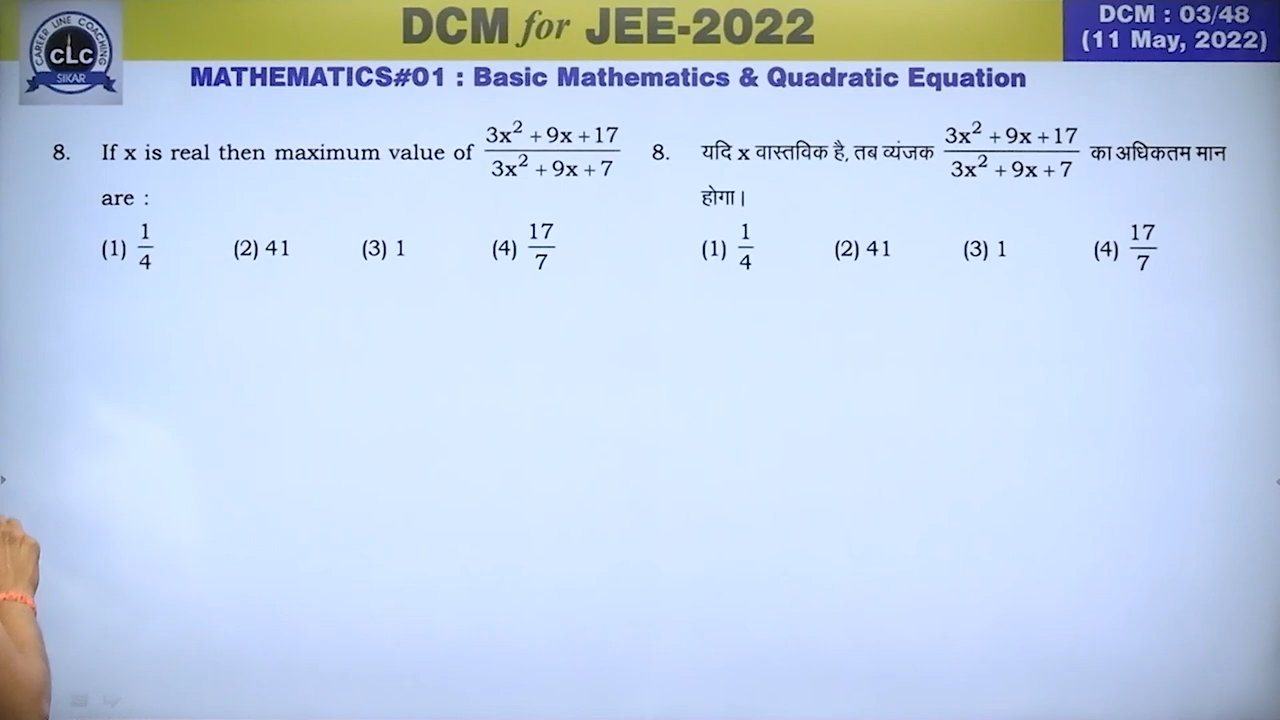 DCM for JEE-2022
DCM : 03/48
(11 May, 2022)
CAREER LINE COACHING
CLC
SIKAR
MATHEMATICS#01 : Basic Mathematics & Quadratic Equation
8. If x is real then maximum value of (3x² + 9x + 17)/(3x² + 9x + 7)
are :
(1) 1/4 (2) 41 (3) 1 (4) 17/7
8. यदि x वास्तविक है, तब व्यंजक (3x² + 9x + 17)/(3x² + 9x + 7) का अधिकतम मान
होगा।
(1) 1/4 (2) 41 (3) 1 (4) 17/7